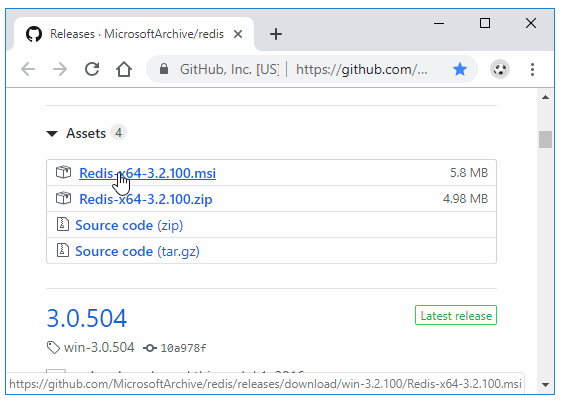 Releases · MicrosoftArchive/redis
GitHub, Inc. [US] https://github.com/...
Assets 4
Redis-x64-3.2.100.msi 5.8 MB
Redis-x64-3.2.100.zip 4.98 MB
Source code (zip)
Source code (tar.gz)
3.0.504 Latest release
win-3.0.504 10a978f
https://github.com/MicrosoftArchive/redis/releases/download/win-3.2.100/Redis-x64-3.2.100.msi